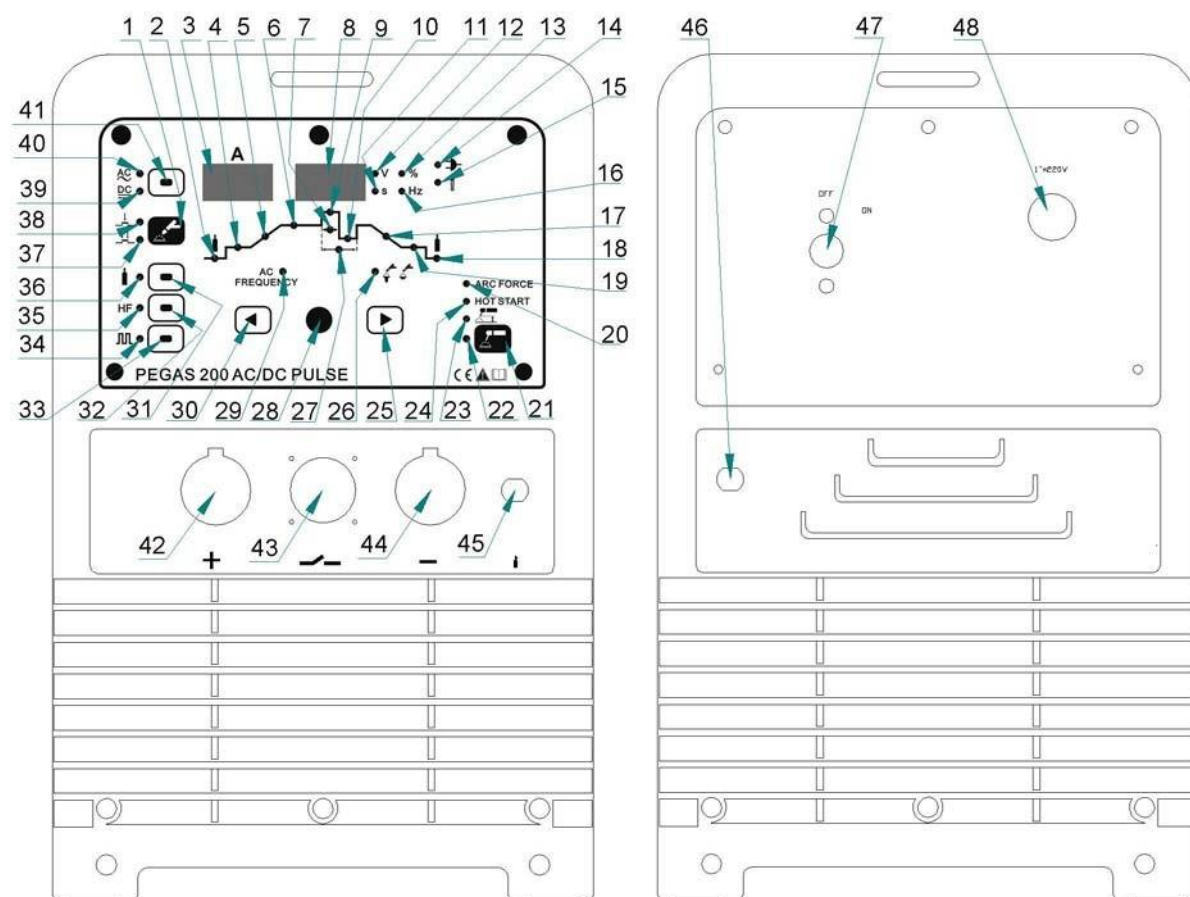 1 2 3 4 5 6 7 8 9 10 11 12 13 14
15
16
17
18
19
20
41
40
39
38
37
36
35
34
33 32 31 30 29 28 27 26 25 24 23 22 21
A
AC
DC
V %
s Hz
AC
FREQUENCY
HF
ARC FORCE
HOT START
PEGAS 200 AC/DC PULSE CE
42 43 44 45
+ −
46 47 48
OFF
ON
1~220V